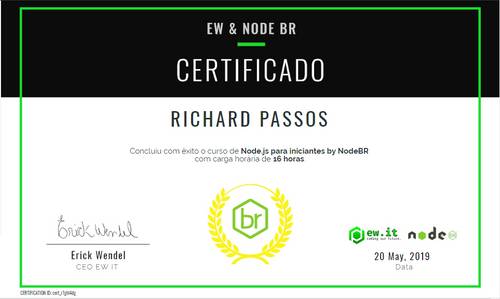 EW & NODE BR
CERTIFICADO
RICHARD PASSOS
Concluiu com êxito o curso de Node.js para iniciantes by NodeBR
com carga horária de 16 horas
br
Erick Wendel
Erick Wendel
CEO EW IT
ew.it
coding our future.
node
20 May, 2019
Data
CERTIFICATION ID: